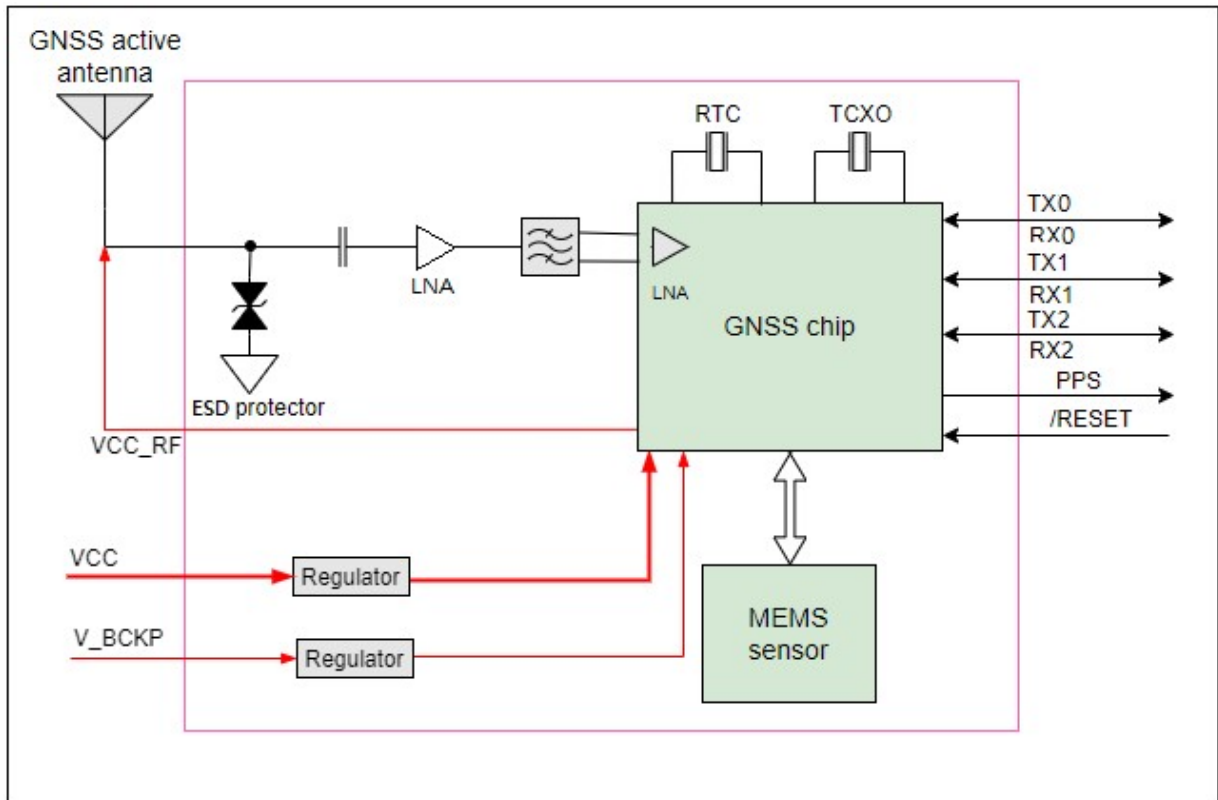 GNSS active
antenna
RTC
TCXO
TX0
RX0
TX1
RX1
TX2
RX2
PPS
/RESET
LNA
LNA
GNSS chip
ESD protector
VCC_RF
VCC
Regulator
V_BCKP
Regulator
MEMS
sensor